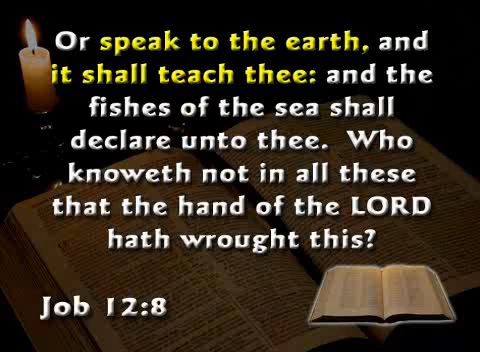 Or speak to the earth, and
it shall teach thee: and the
fishes of the sea shall
declare unto thee. Who
knoweth not in all these
that the hand of the LORD
hath wrought this?
Job 12:8